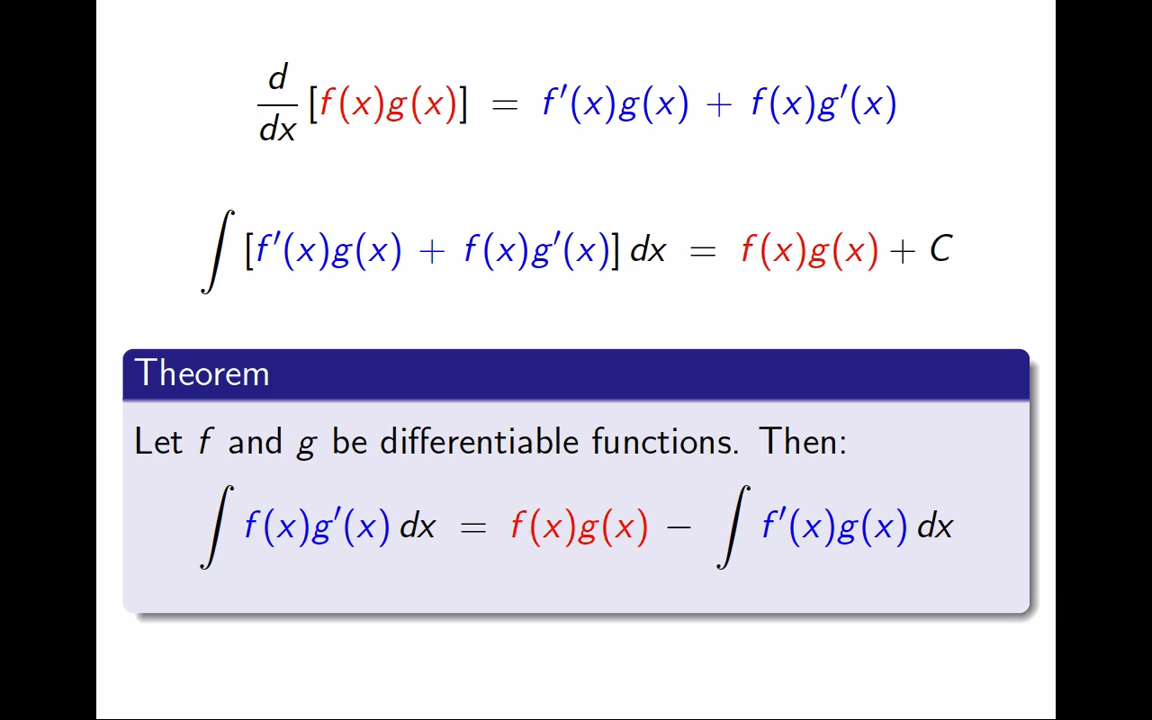 d/dx [f(x)g(x)] = f′(x)g(x) + f(x)g′(x)
∫ [f′(x)g(x) + f(x)g′(x)] dx = f(x)g(x) + C
Theorem
Let f and g be differentiable functions. Then:
∫ f(x)g′(x) dx = f(x)g(x) − ∫ f′(x)g(x) dx